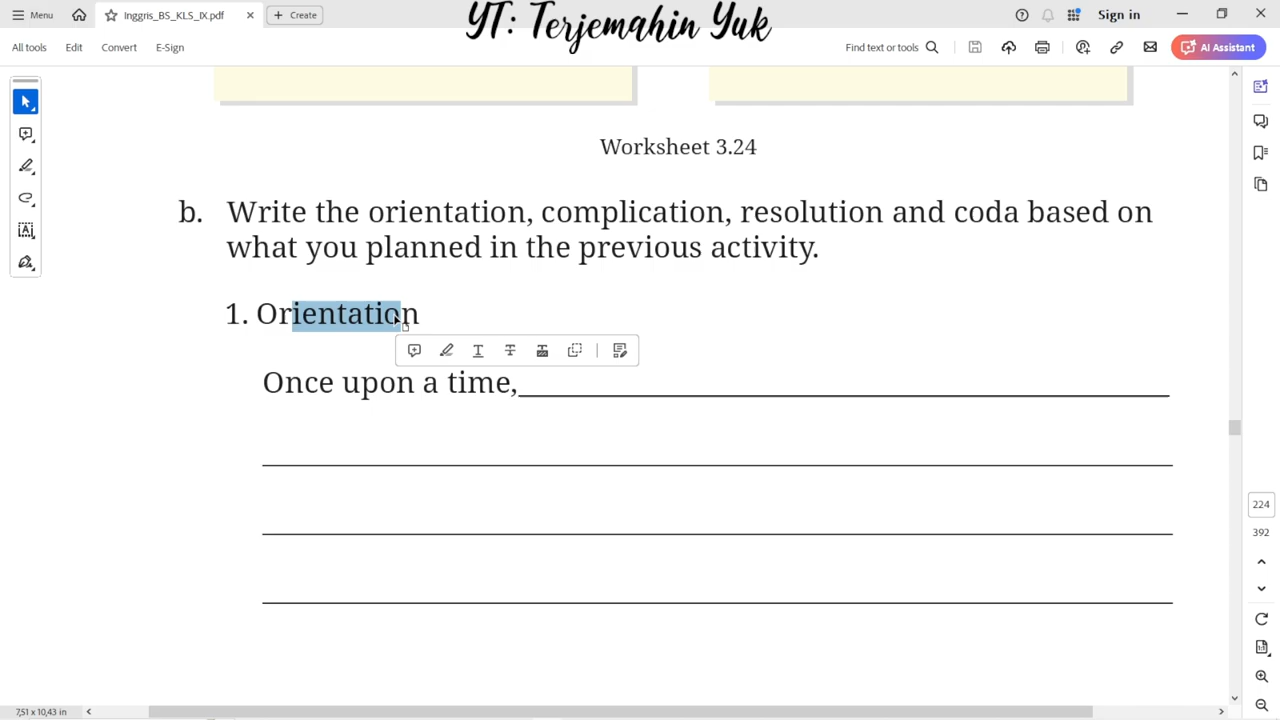 YT: Terjemahin Yuk
Menu
Inggris_BS_KLS_IX.pdf
Create
Sign in
All tools
Edit
Convert
E-Sign
Find text or tools
AI Assistant
Worksheet 3.24
b. Write the orientation, complication, resolution and coda based on
what you planned in the previous activity.
1. Orientation
Once upon a time,
224
392
7,51 x 10,43 in